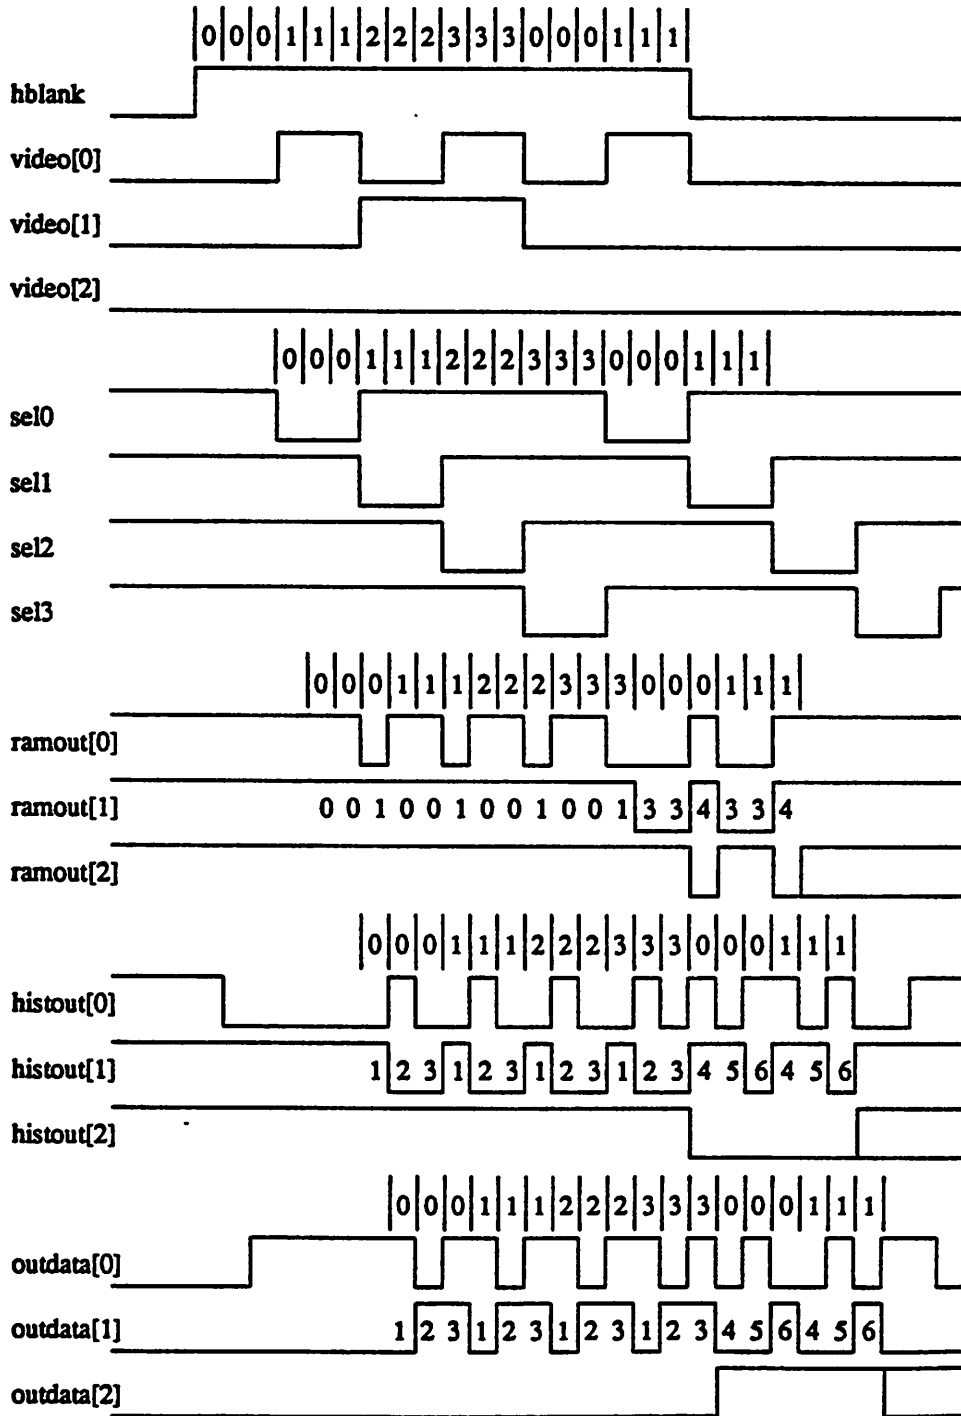 0 0 0 1 1 1 2 2 2 3 3 3 0 0 0 1 1 1
hblank
video[0]
video[1]
video[2]
0 0 0 1 1 1 2 2 2 3 3 3 0 0 0 1 1 1
sel0
sel1
sel2
sel3
0 0 0 1 1 1 2 2 2 3 3 3 0 0 0 1 1 1
ramout[0]
ramout[1] 0 0 1 0 0 1 0 0 1 0 0 1 3 3 4 3 3 4
ramout[2]
0 0 0 1 1 1 2 2 2 3 3 3 0 0 0 1 1 1
histout[0]
histout[1] 1 2 3 1 2 3 1 2 3 1 2 3 4 5 6 4 5 6
histout[2]
0 0 0 1 1 1 2 2 2 3 3 3 0 0 0 1 1 1
outdata[0]
outdata[1] 1 2 3 1 2 3 1 2 3 1 2 3 4 5 6 4 5 6
outdata[2]